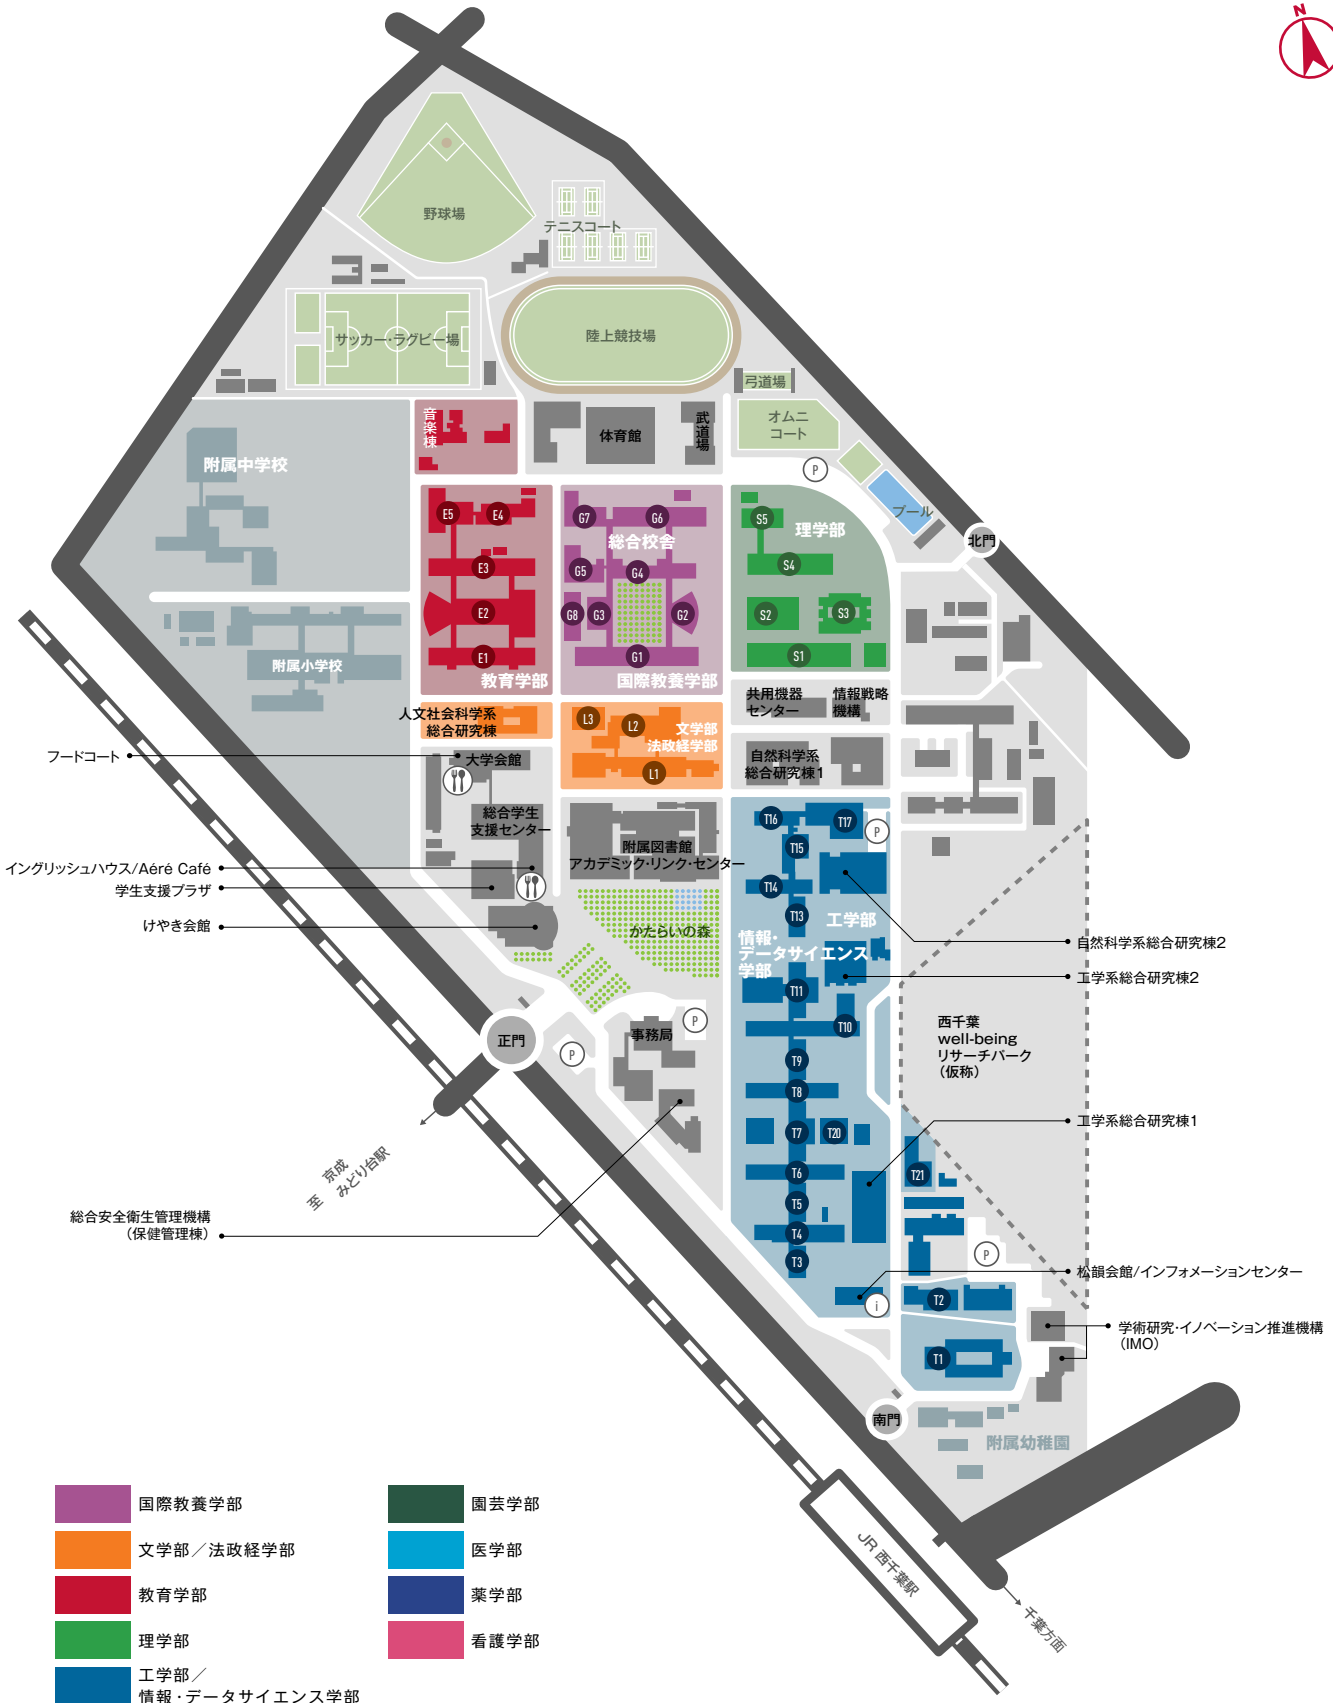 N
野球場
テニスコート
サッカー・ラグビー場
陸上競技場
弓道場
オムニ
コート
音楽棟
体育館
武道場
P
プール
北門
附属中学校
附属小学校
E5
E4
E3
E2
E1
教育学部
G7
G6
総合校舎
G5
G4
G8
G3
G2
G1
国際教養学部
S5
理学部
S4
S2
S3
S1
人文社会科学系
総合研究棟
L3
L2
文学部
法政経学部
L1
共用機器
センター
情報戦略
機構
自然科学系
総合研究棟1
フードコート
大学会館
総合学生
支援センター
附属図書館
アカデミック・リンク・センター
イングリッシュハウス/Aéré Café
学生支援プラザ
けやき会館
かたらいの森
T16
T17
P
T15
T14
T13
工学部
情報・
データサイエンス
学部
T11
T10
T9
T8
T7
T20
T6
T5
T4
T3
T21
T2
T1
自然科学系総合研究棟2
工学系総合研究棟2
西千葉
well-being
リサーチパーク
(仮称)
工学系総合研究棟1
P
i
松韻会館/インフォメーションセンター
学術研究・イノベーション推進機構
(IMO)
正門
P
P
事務局
至 京成
みどり台駅
総合安全衛生管理機構
(保健管理棟)
南門
附属幼稚園
JR 西千葉駅
千葉方面
国際教養学部
文学部／法政経学部
教育学部
理学部
工学部／
情報・データサイエンス学部
園芸学部
医学部
薬学部
看護学部